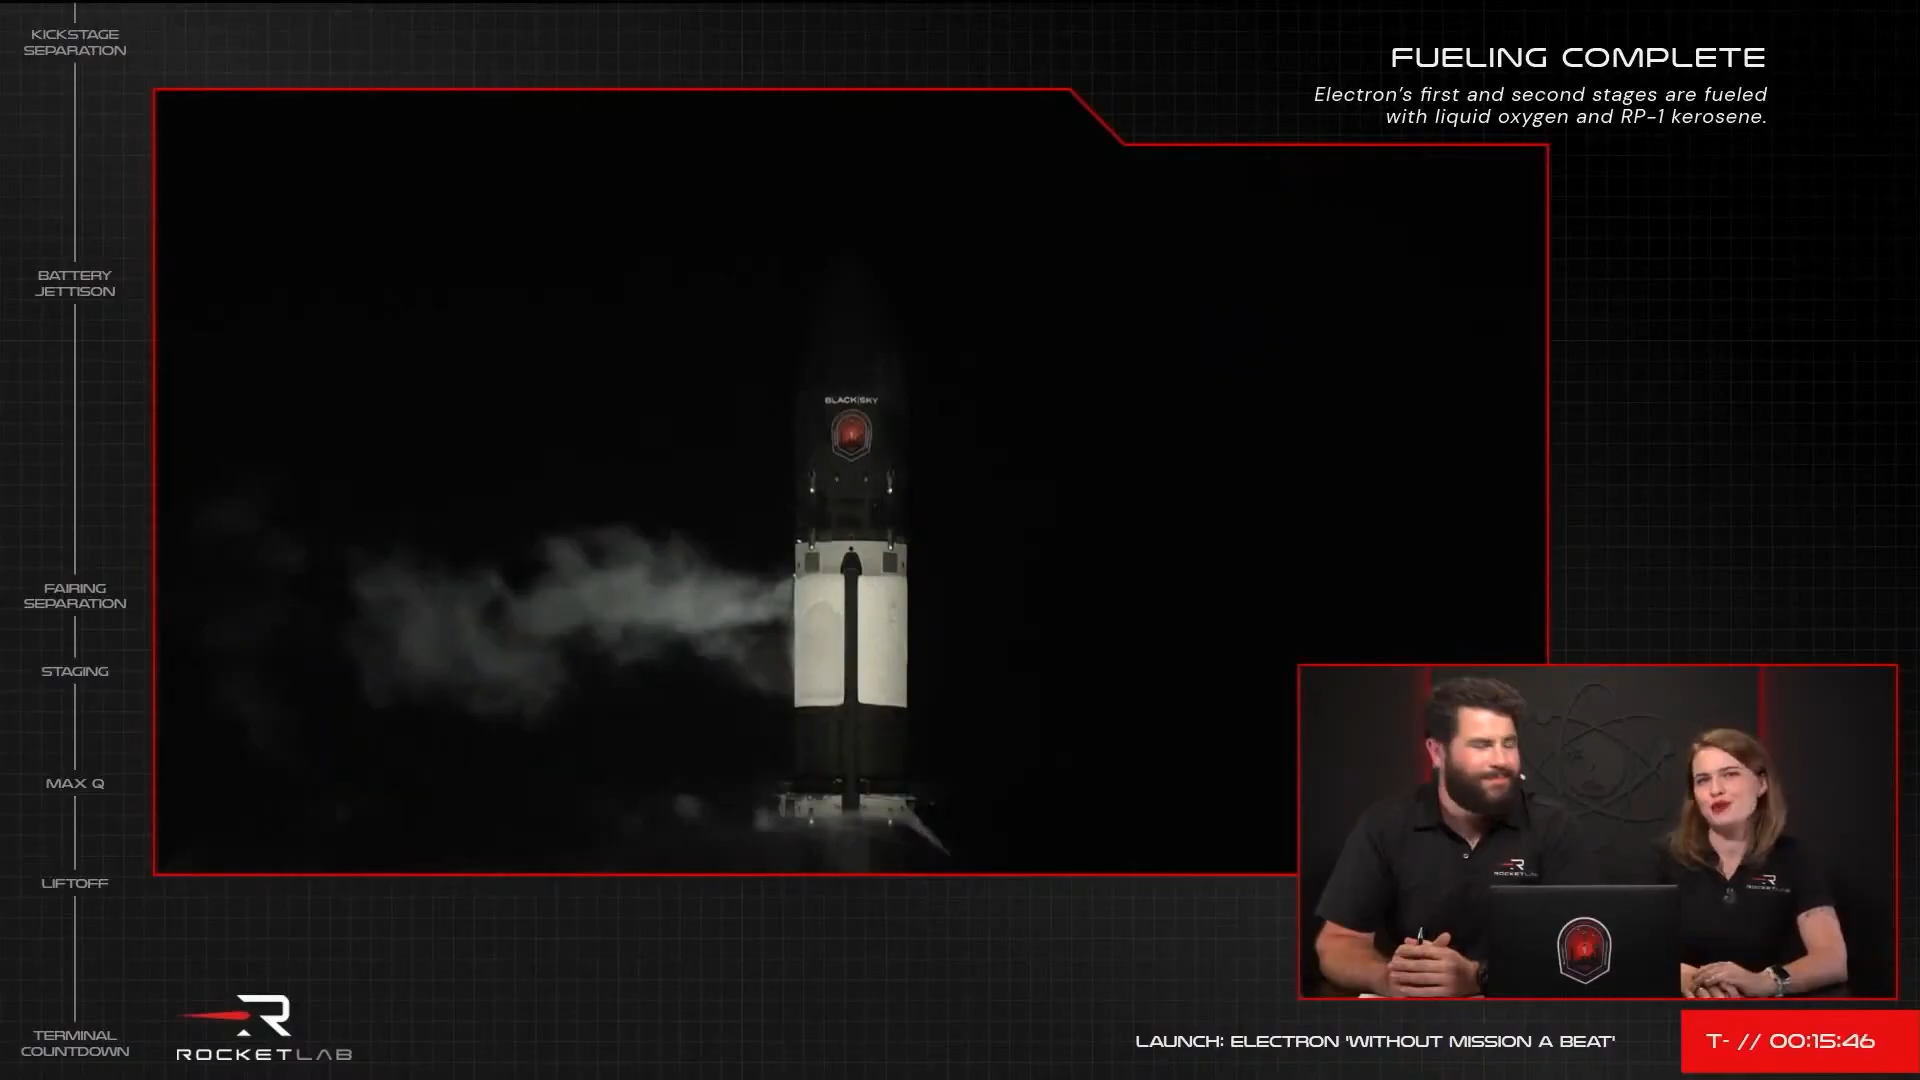 KICKSTAGE
SEPARATION
FUELING COMPLETE
Electron's first and second stages are fueled
with liquid oxygen and RP-1 kerosene.
BATTERY
JETTISON
BLACK|SKY
FAIRING
SEPARATION
STAGING
MAX Q
LIFTOFF
ROCKETLAB
ROCKETLAB
TERMINAL
COUNTDOWN
ROCKETLAB
LAUNCH: ELECTRON 'WITHOUT MISSION A BEAT'
T- // 00:15:46